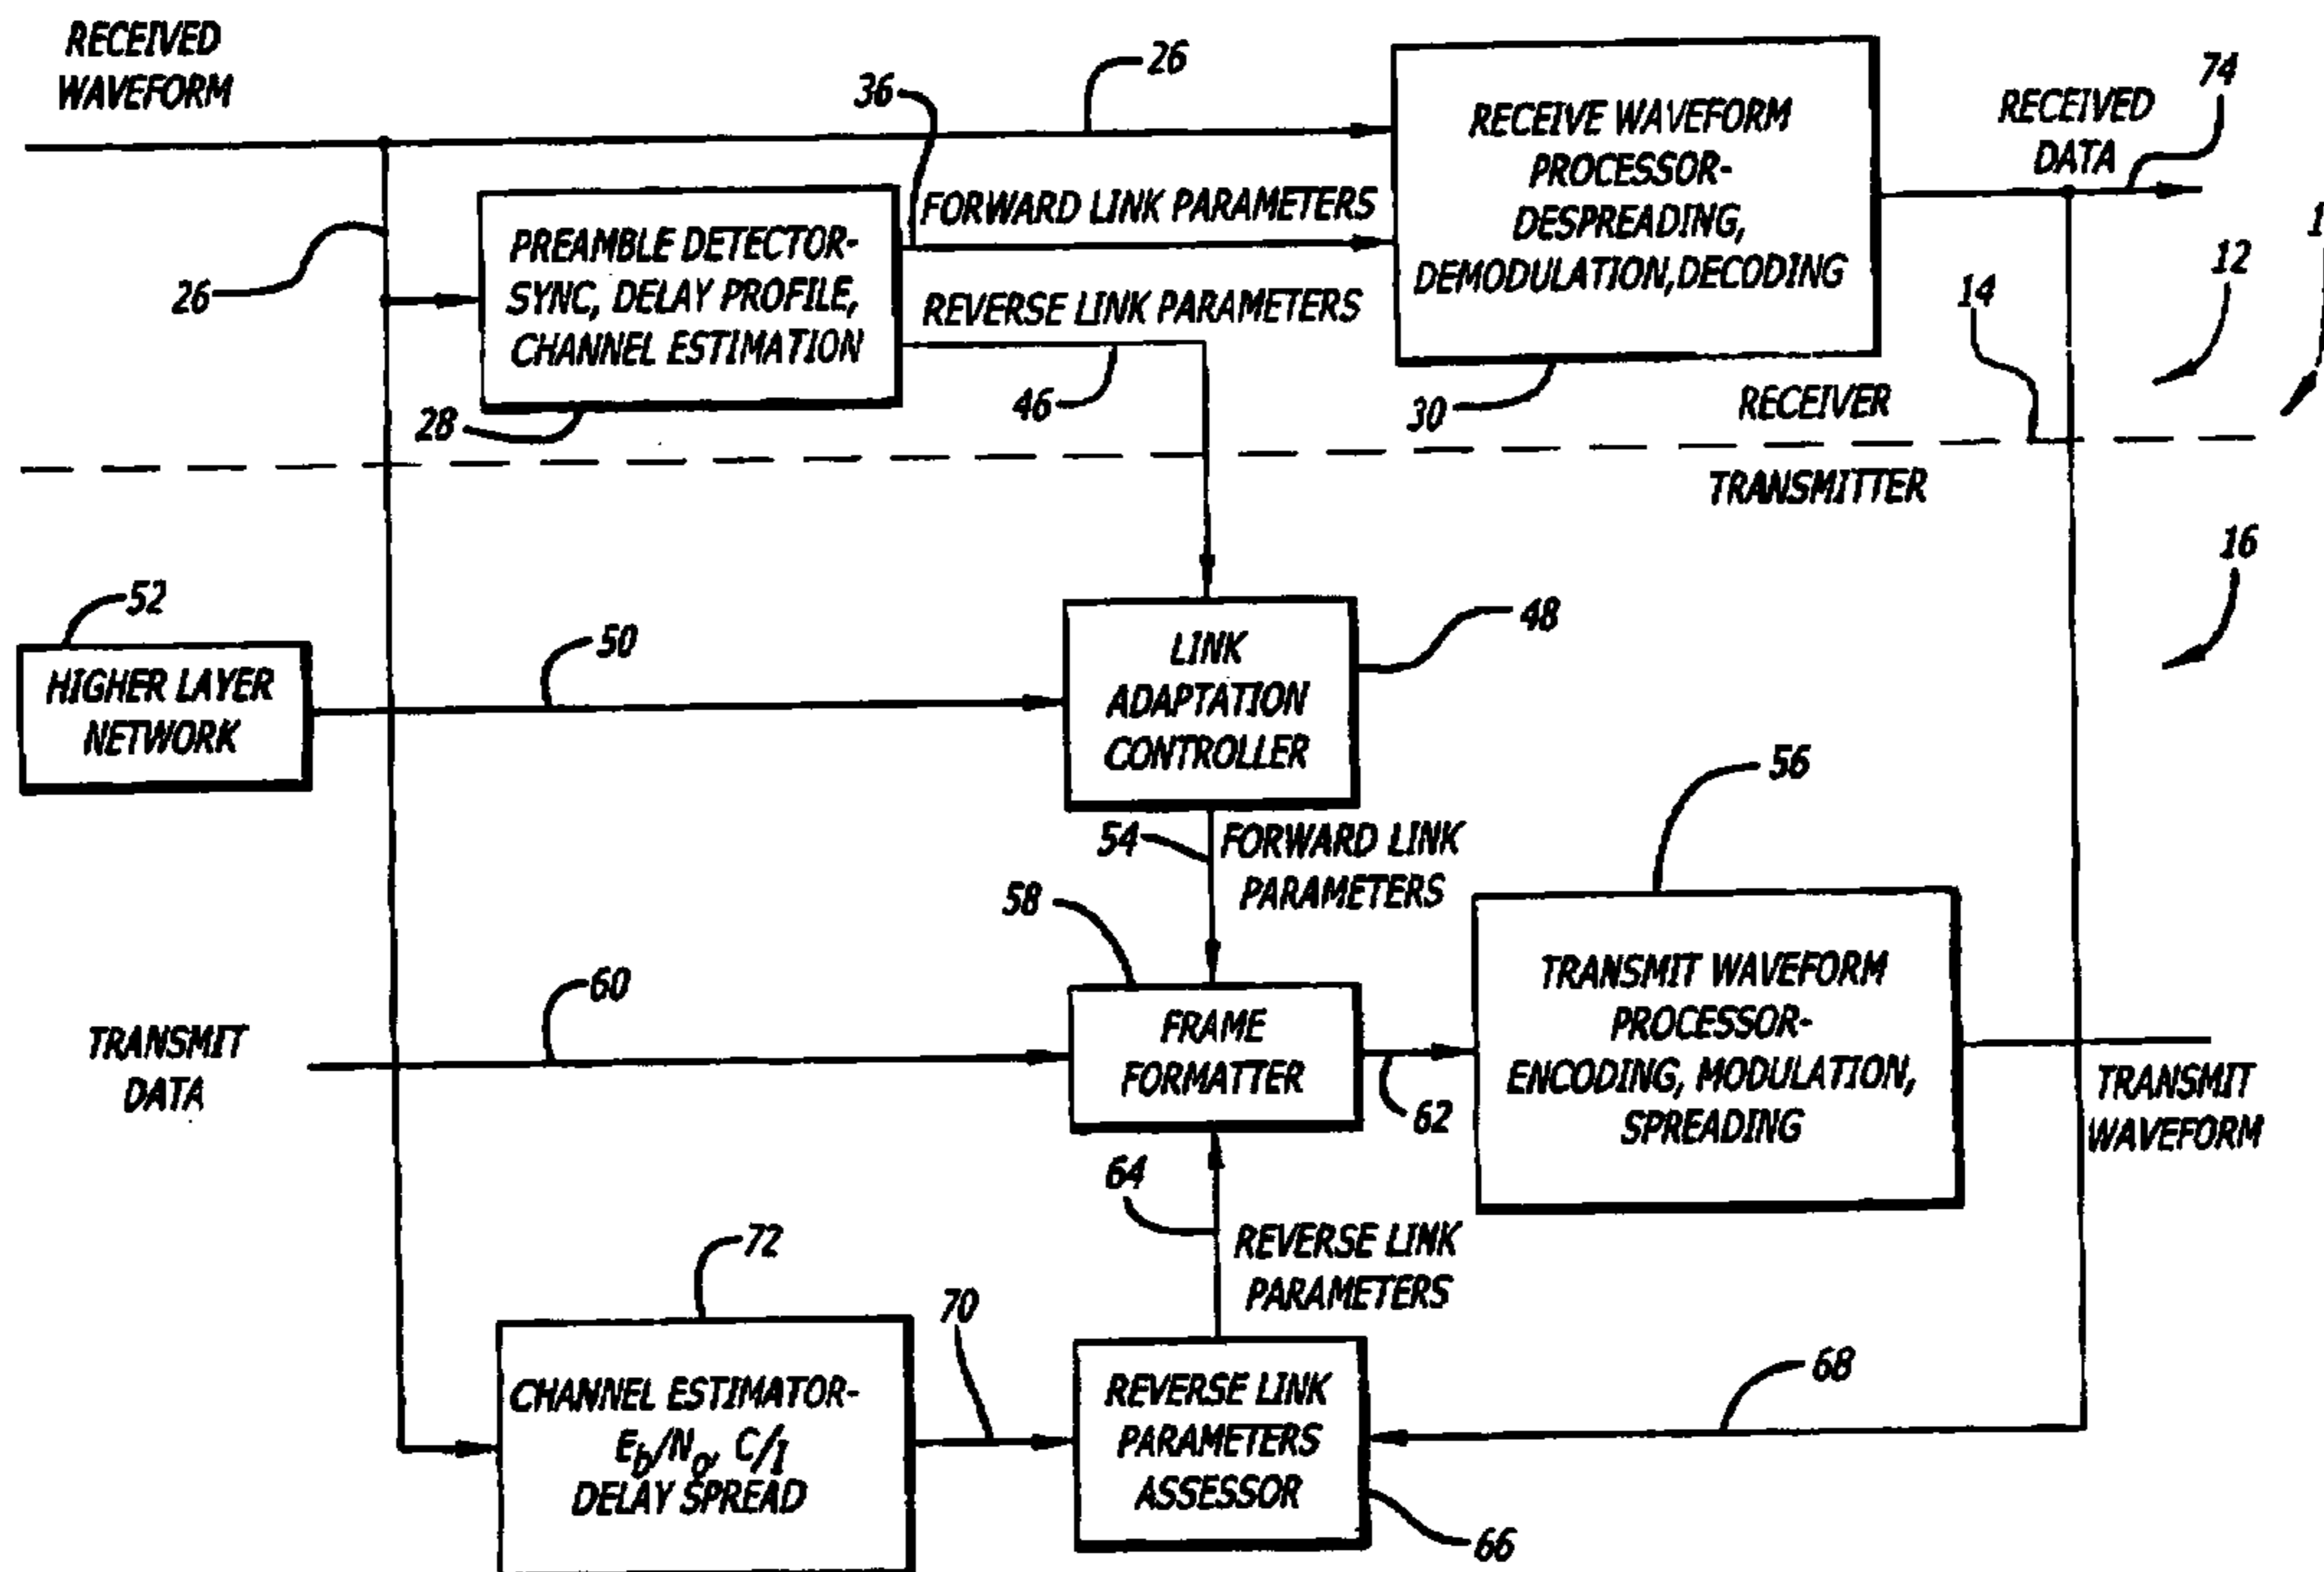 RECEIVED
WAVEFORM
26
36
RECEIVE WAVEFORM
PROCESSOR-
DESPREADING,
DEMODULATION,DECODING
RECEIVED
DATA
74
FORWARD LINK PARAMETERS
PREAMBLE DETECTOR-
SYNC, DELAY PROFILE,
CHANNEL ESTIMATION
REVERSE LINK PARAMETERS
26
28
46
30
RECEIVER
14
12
TRANSMITTER
16
52
HIGHER LAYER
NETWORK
50
LINK
ADAPTATION
CONTROLLER
48
54
FORWARD LINK
PARAMETERS
56
58
60
TRANSMIT
DATA
FRAME
FORMATTER
62
TRANSMIT WAVEFORM
PROCESSOR-
ENCODING, MODULATION,
SPREADING
TRANSMIT
WAVEFORM
64
REVERSE LINK
PARAMETERS
72
70
CHANNEL ESTIMATOR-
Eb/No, C/I
DELAY SPREAD
REVERSE LINK
PARAMETERS
ASSESSOR
68
66